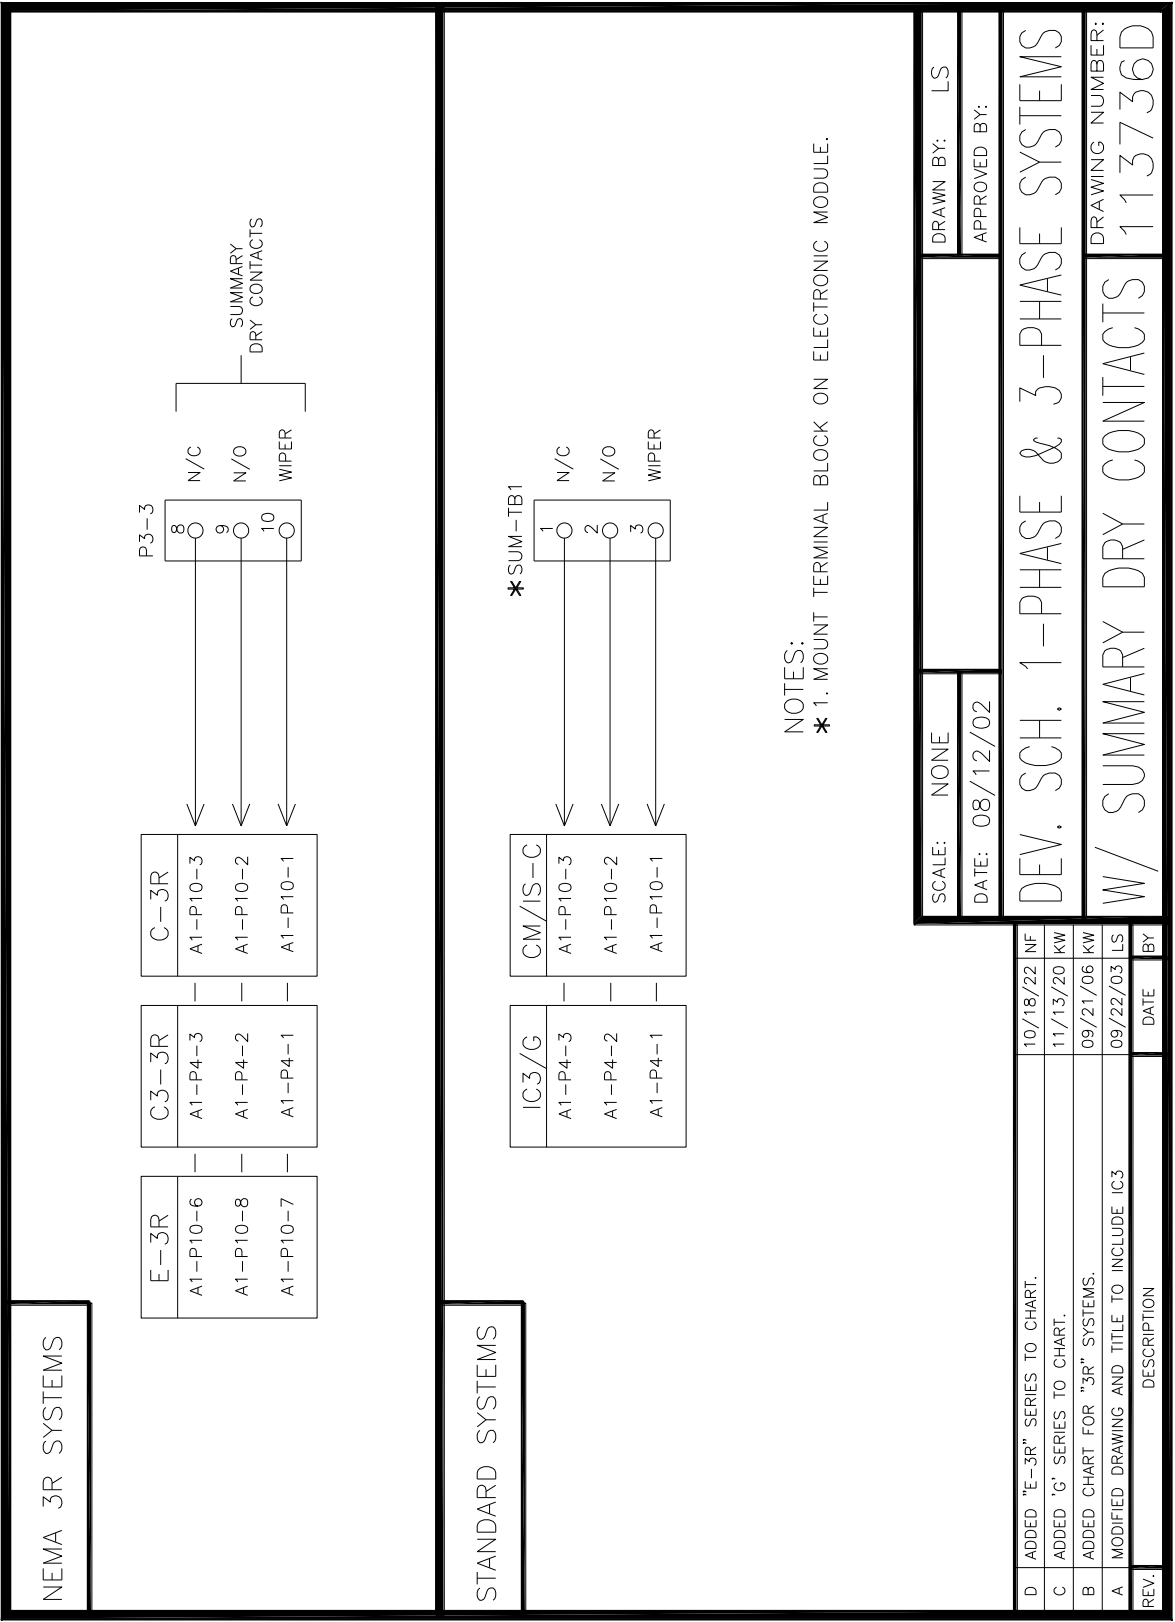 NEMA 3R SYSTEMS
E-3R
A1-P10-6
A1-P10-8
A1-P10-7
C3-3R
A1-P4-3
A1-P4-2
A1-P4-1
C-3R
A1-P10-3
A1-P10-2
A1-P10-1
P3-3
8
9
10
N/C
N/O
WIPER
SUMMARY
DRY CONTACTS
STANDARD SYSTEMS
IC3/G
A1-P4-3
A1-P4-2
A1-P4-1
CM/IS-C
A1-P10-3
A1-P10-2
A1-P10-1
*SUM-TB1
1
2
3
N/C
N/O
WIPER
NOTES:
* 1. MOUNT TERMINAL BLOCK ON ELECTRONIC MODULE.
D ADDED "E-3R" SERIES TO CHART. 10/18/22 NF
C ADDED 'G' SERIES TO CHART. 11/13/20 KW
B ADDED CHART FOR "3R" SYSTEMS. 09/21/06 KW
A MODIFIED DRAWING AND TITLE TO INCLUDE IC3 09/22/03 LS
REV. DESCRIPTION DATE BY
SCALE: NONE
DATE: 08/12/02
DRAWN BY: LS
APPROVED BY:
DEV. SCH. 1-PHASE & 3-PHASE SYSTEMS
W/ SUMMARY DRY CONTACTS
DRAWING NUMBER:
113736D